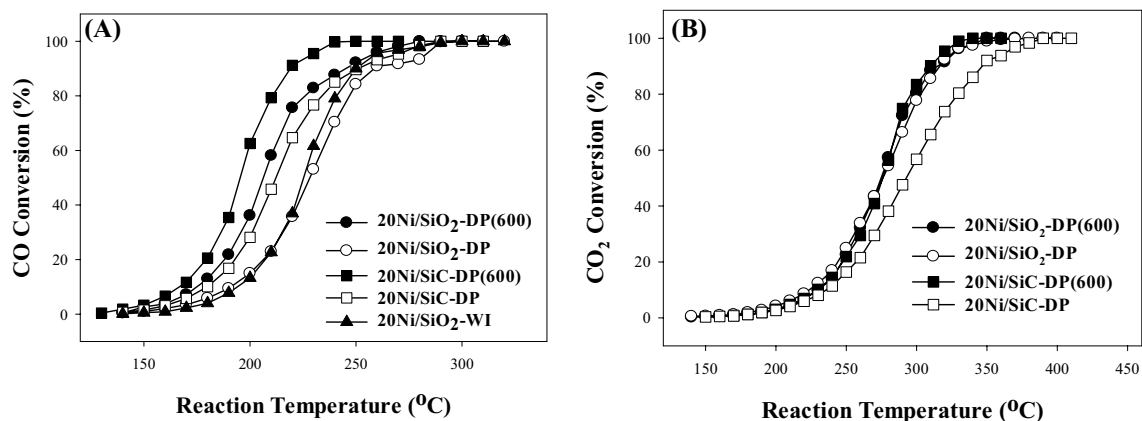 (A)
CO Conversion (%)
100
80
60
40
20
0
20Ni/SiO2-DP(600)
20Ni/SiO2-DP
20Ni/SiC-DP(600)
20Ni/SiC-DP
20Ni/SiO2-WI
150 200 250 300
Reaction Temperature (ºC)
(B)
CO2 Conversion (%)
100
80
60
40
20
0
20Ni/SiO2-DP(600)
20Ni/SiO2-DP
20Ni/SiC-DP(600)
20Ni/SiC-DP
150 200 250 300 350 400 450
Reaction Temperature (ºC)